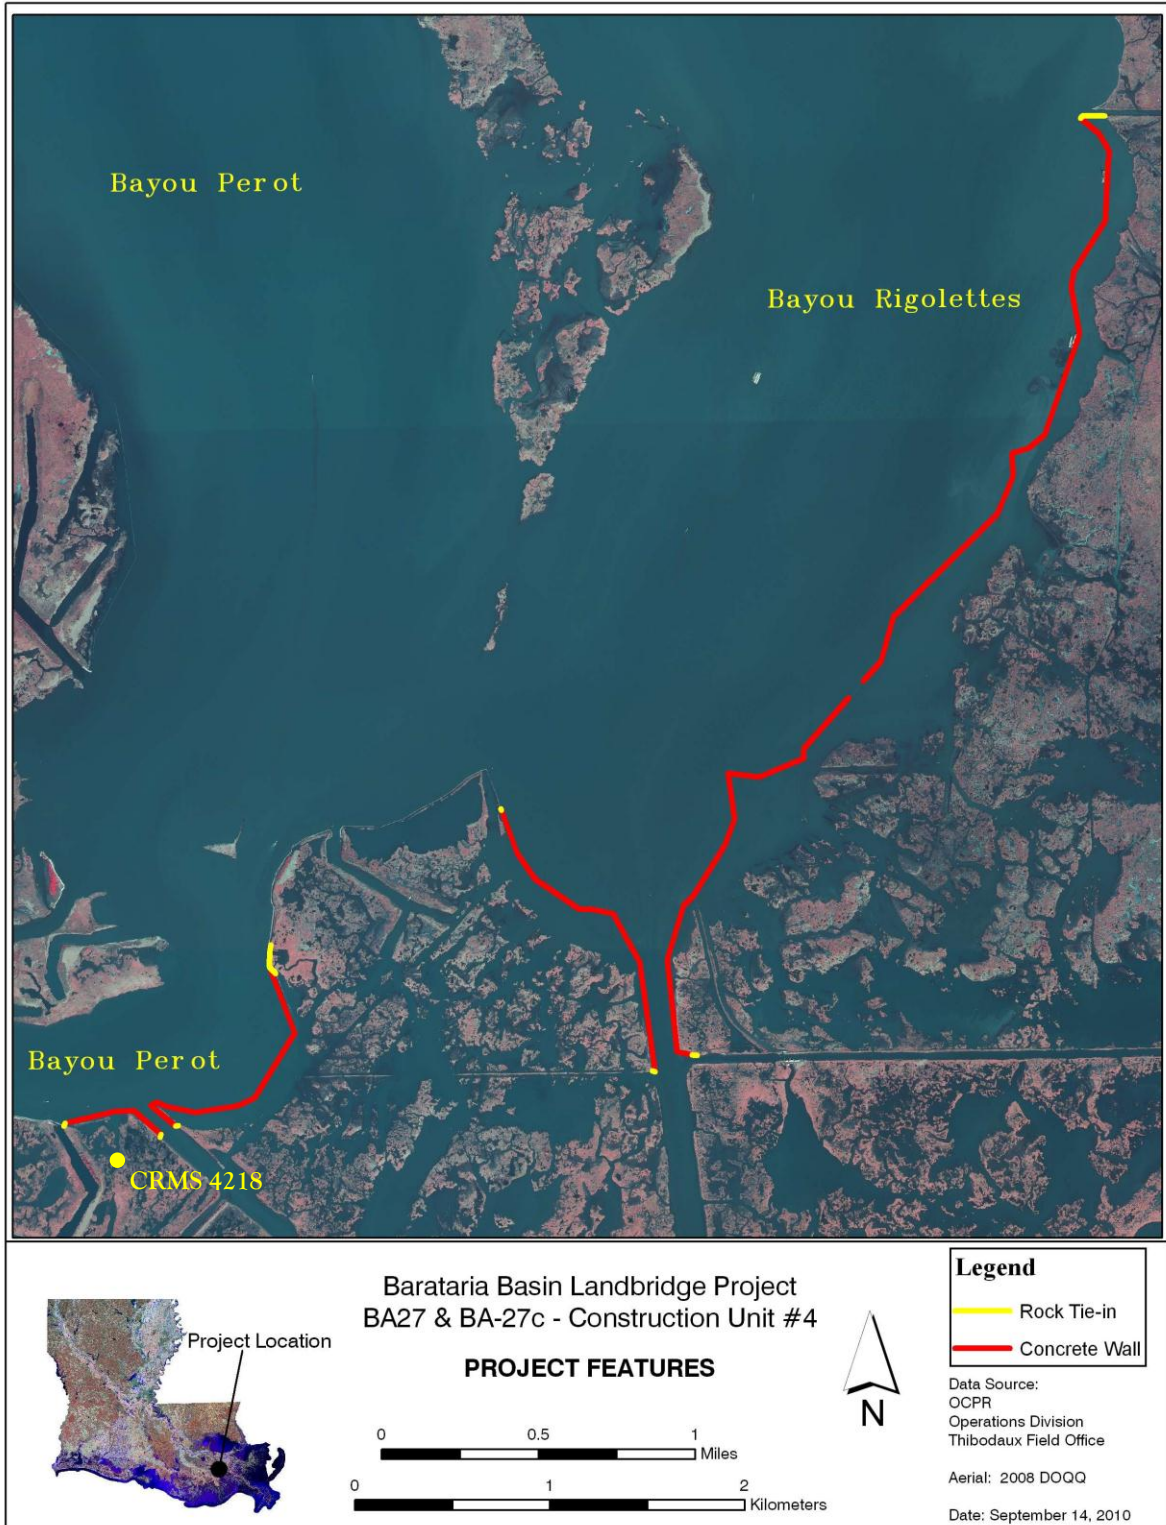 Bayou Perot
Bayou Rigolettes
Bayou Perot
CRMS 4218
Project Location
Barataria Basin Landbridge Project
BA27 & BA-27c - Construction Unit #4
PROJECT FEATURES
0 0.5 1
Miles
0 1 2
Kilometers
N
Legend
Rock Tie-in
Concrete Wall
Data Source:
OCPR
Operations Division
Thibodaux Field Office
Aerial: 2008 DOQQ
Date: September 14, 2010